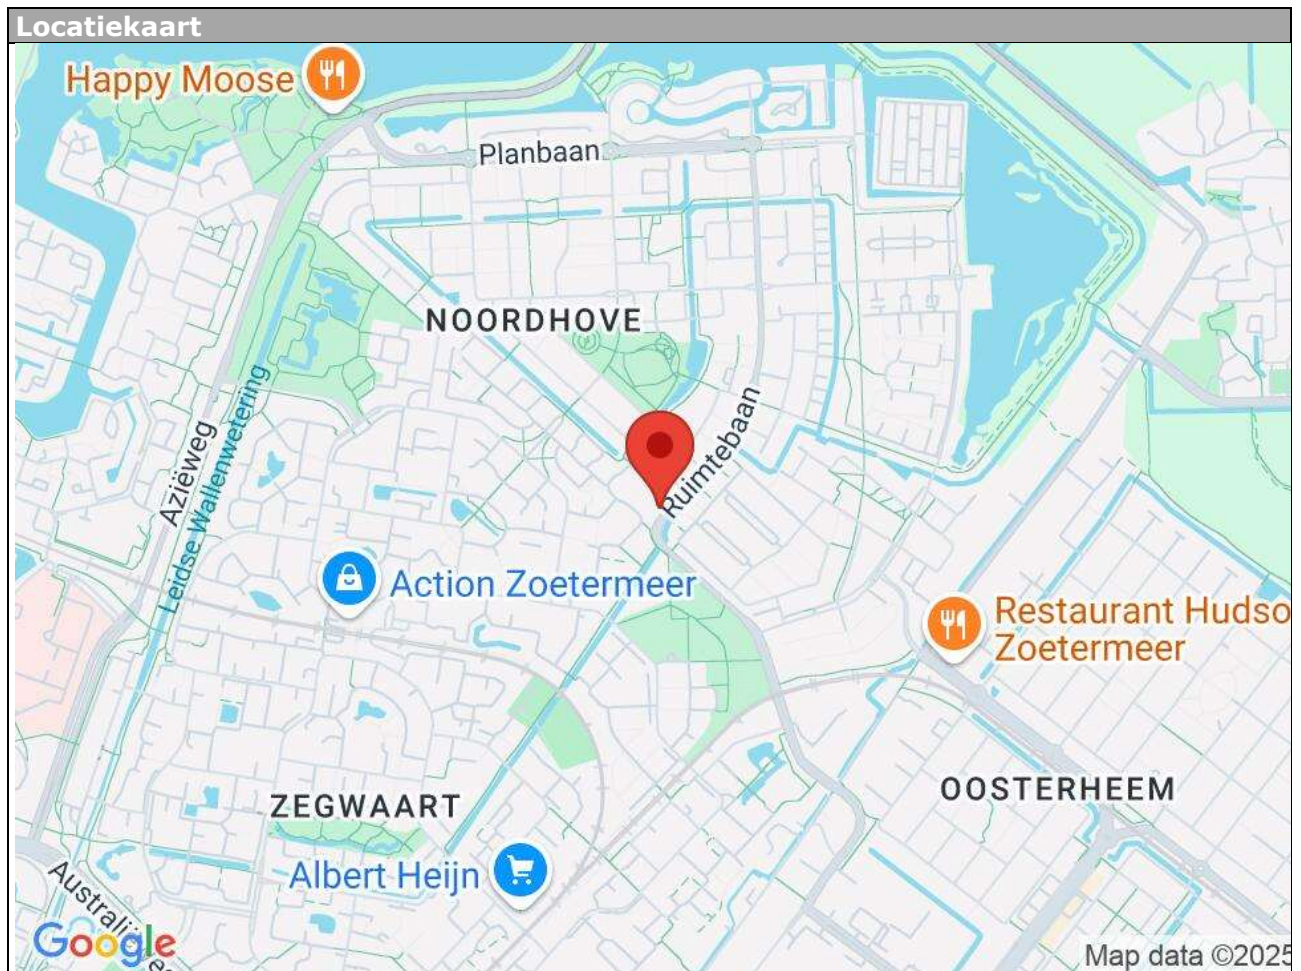 Locatiekaart
Happy Moose
Planbaan
NOORDHOVE
Ruimtebaan
Aziëweg
Leidse Wallenwetering
Action Zoetermeer
Restaurant Hudso
Zoetermeer
OOSTERHEEM
ZEGWAART
Albert Heijn
Google
Map data ©2025